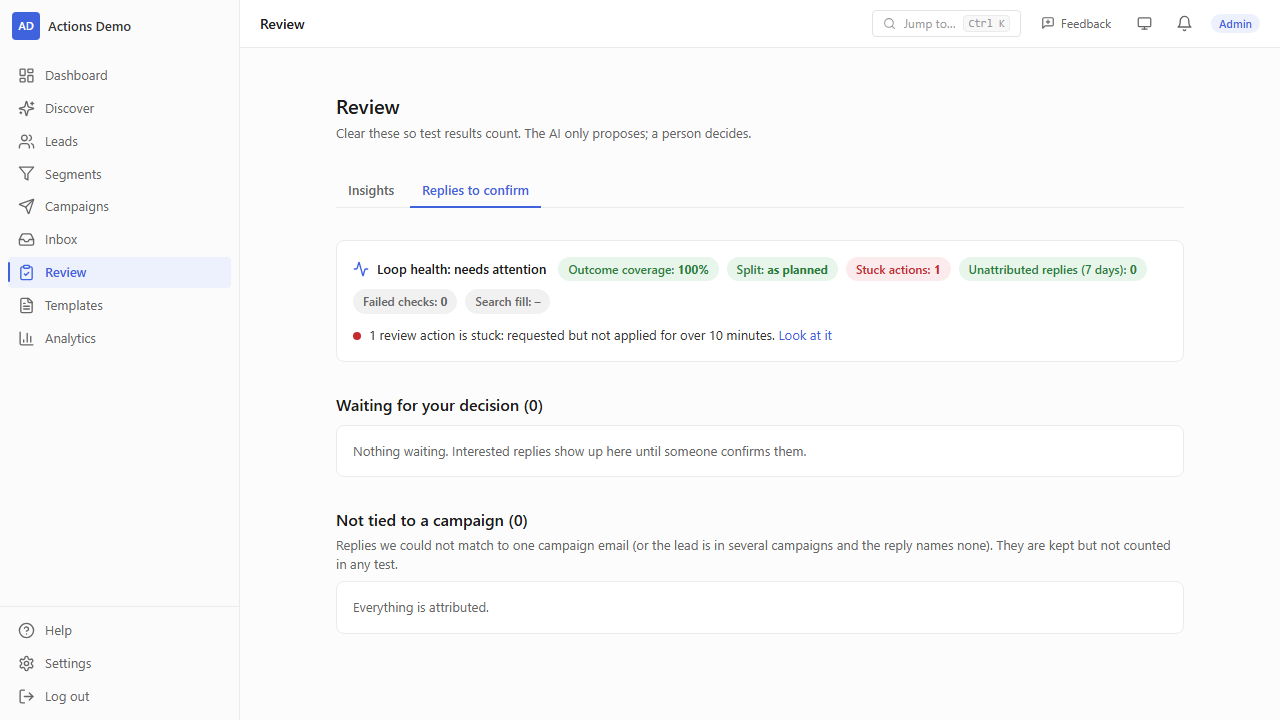 AD Actions Demo
Dashboard
Discover
Leads
Segments
Campaigns
Inbox
Review
Templates
Analytics
Help
Settings
Log out
Review
Jump to... Ctrl K
Feedback
Admin
Review
Clear these so test results count. The AI only proposes; a person decides.
Insights
Replies to confirm
Loop health: needs attention Outcome coverage: 100% Split: as planned Stuck actions: 1 Unattributed replies (7 days): 0
Failed checks: 0 Search fill: –
1 review action is stuck: requested but not applied for over 10 minutes. Look at it
Waiting for your decision (0)
Nothing waiting. Interested replies show up here until someone confirms them.
Not tied to a campaign (0)
Replies we could not match to one campaign email (or the lead is in several campaigns and the reply names none). They are kept but not counted
in any test.
Everything is attributed.